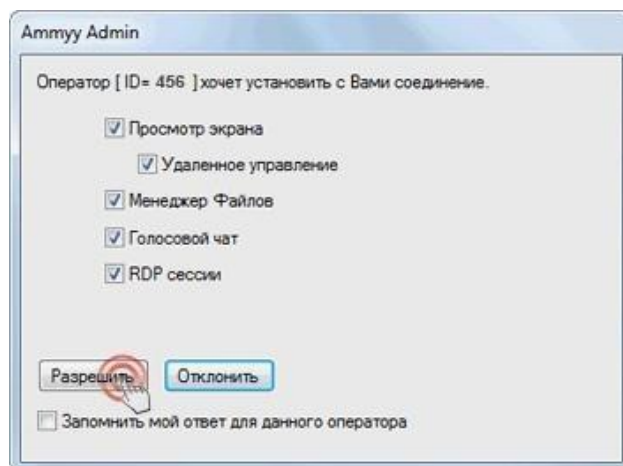 Ammyy Admin
Оператор [ ID= 456 ] хочет установить с Вами соединение.
Просмотр экрана
Удаленное управление
Менеджер Файлов
Голосовой чат
RDP сессии
Разрешить Отклонить
Запомнить мой ответ для данного оператора